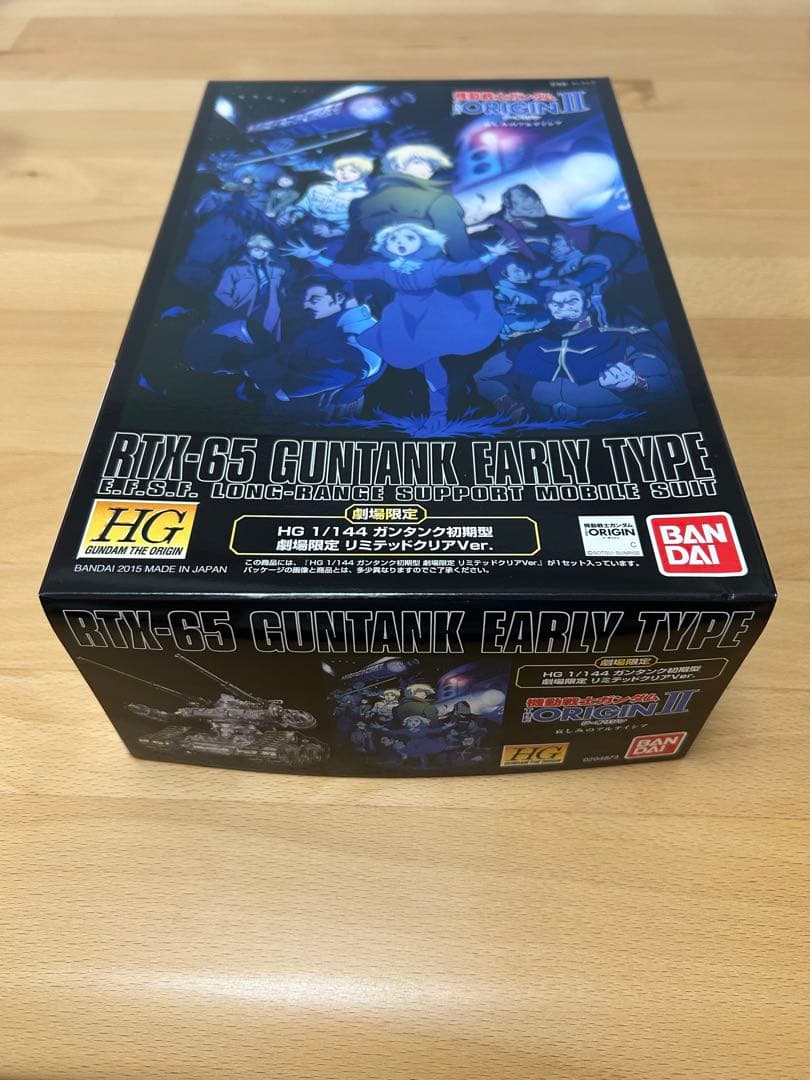 機動戦士ガンダム
THE ORIGIN II
哀しみのアルテイシア
RTX-65 GUNTANK EARLY TYPE
E.F.S.F. LONG-RANGE SUPPORT MOBILE SUIT
HG
GUNDAM THE ORIGIN
BANDAI 2015 MADE IN JAPAN
劇場限定
HG 1/144 ガンタンク初期型
劇場限定 リミテッドクリアVer.
この商品には、「HG 1/144 ガンタンク初期型 劇場限定 リミテッドクリアVer.」が1セット入っています。
パッケージの画像と商品とは、多少異なりますのでご了承ください。
機動戦士ガンダム
THE ORIGIN
C
©SOTSU・SUNRISE
BAN
DAI
RTX-65 GUNTANK EARLY TYPE
劇場限定
HG 1/144 ガンタンク初期型
劇場限定 リミテッドクリアVer.
機動戦士ガンダム
THE ORIGIN II
哀しみのアルテイシア
HG
GUNDAM THE ORIGIN
BAN
DAI